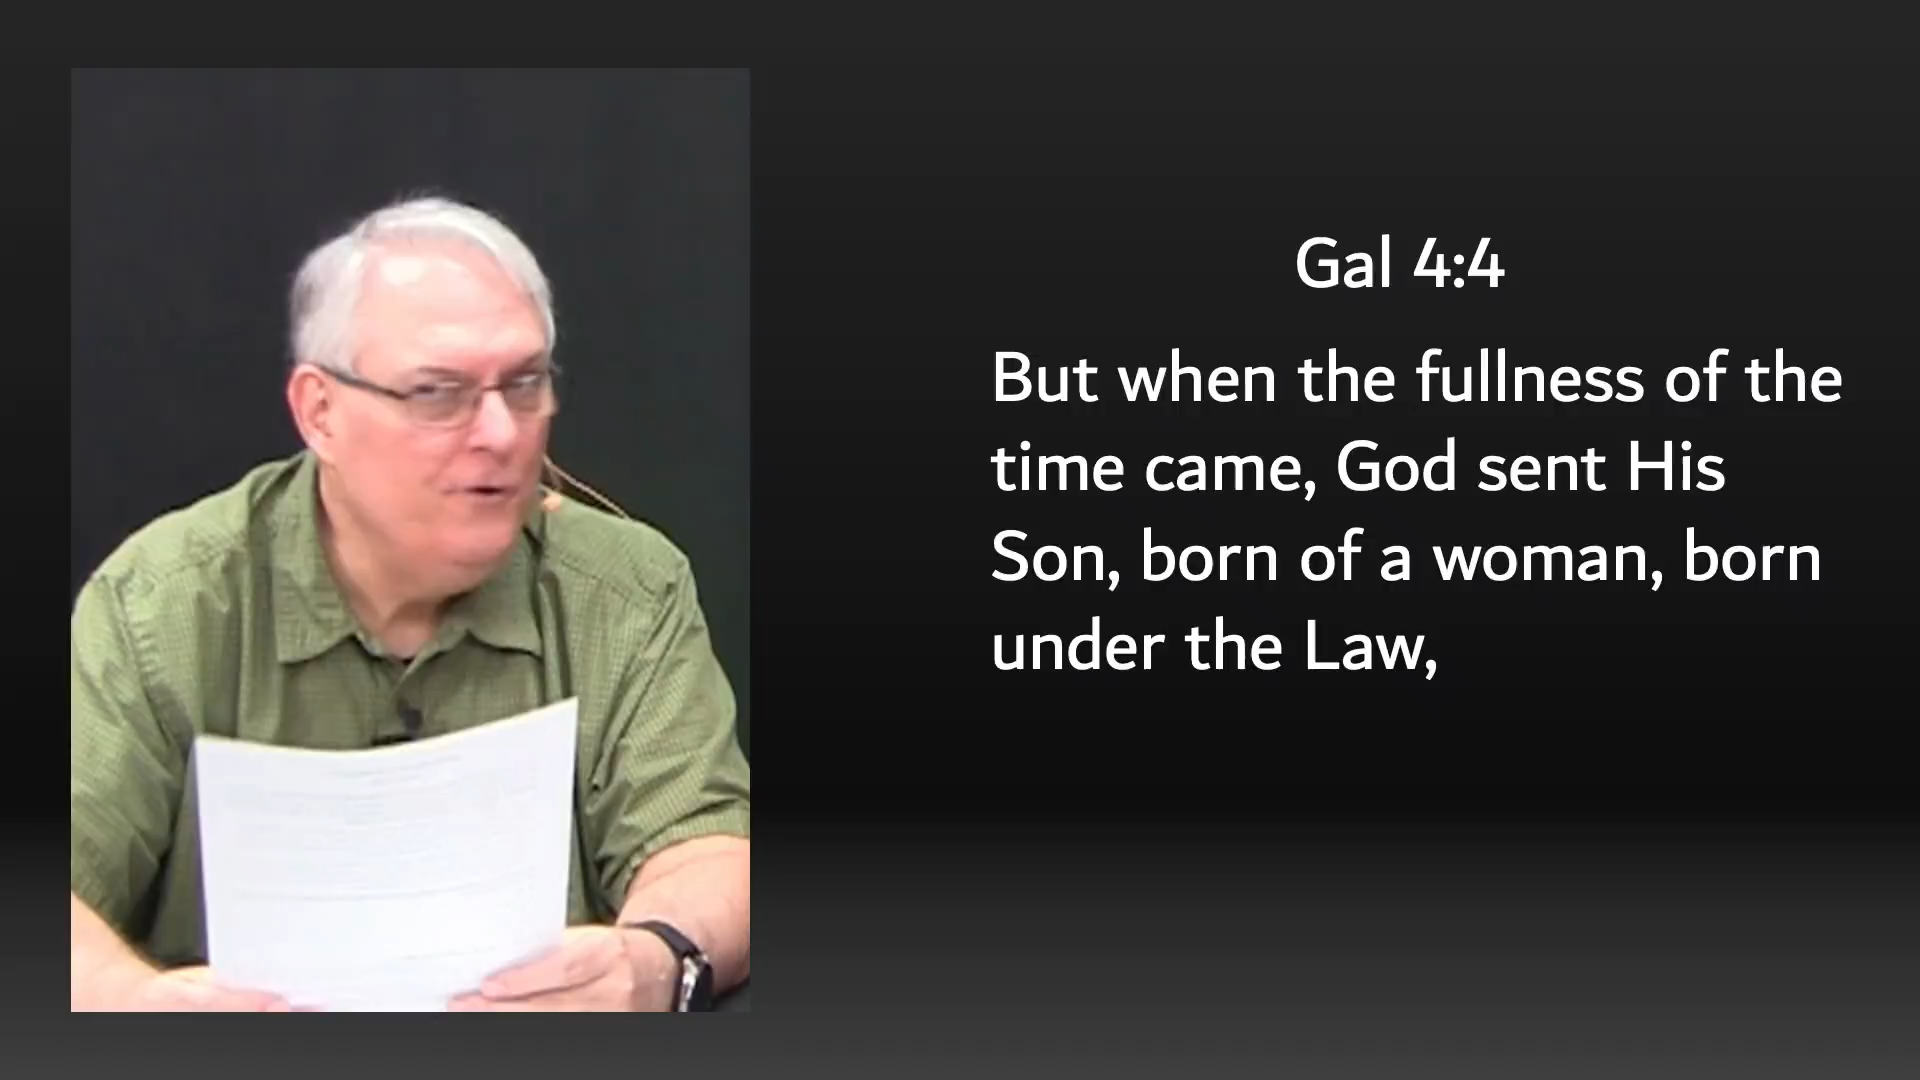 Gal 4:4
But when the fullness of the
time came, God sent His
Son, born of a woman, born
under the Law,